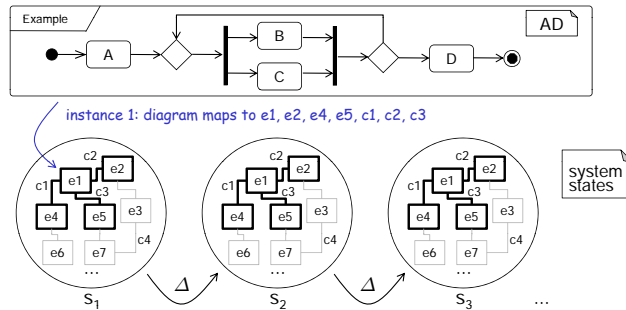 Example
AD
A
B
C
D
instance 1: diagram maps to e1, e2, e4, e5, c1, c2, c3
c2
e2
c1
e1
c3
e4
e5
e3
c4
e6
e7
...
c2
e2
c1
e1
c3
e4
e5
e3
c4
e6
e7
...
c2
e2
c1
e1
c3
e4
e5
e3
c4
e6
e7
...
system
states
Δ
Δ
S1
S2
S3
...